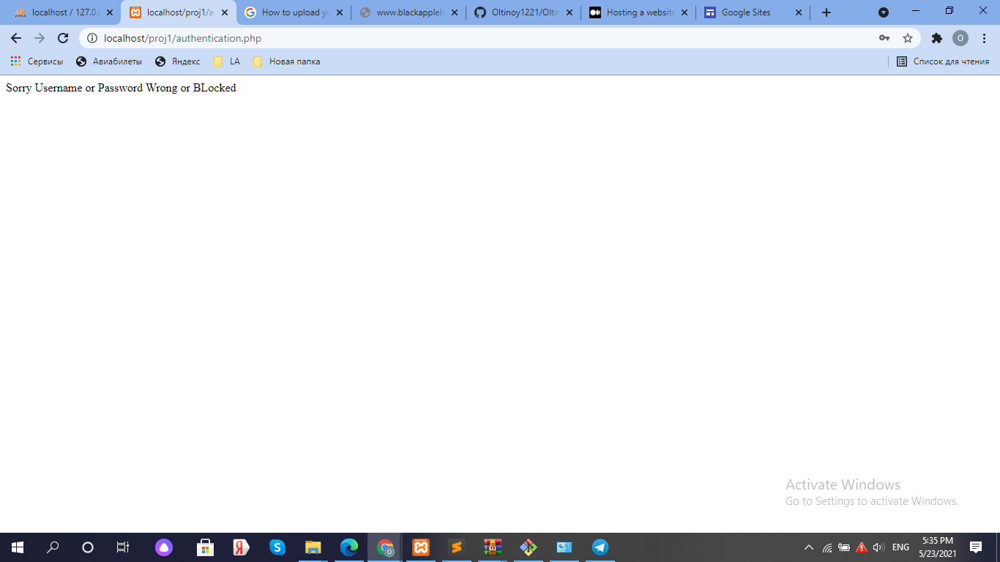 localhost / 127.0.
localhost/proj1/a
How to upload yo
www.blackappleh
Oltinoy1221/Oltin
Hosting a website
Google Sites
localhost/proj1/authentication.php
O
Сервисы
Авиабилеты
Яндекс
LA
Новая папка
Список для чтения
Sorry Username or Password Wrong or BLocked
Activate Windows
Go to Settings to activate Windows.
ENG
5:35 PM
5/23/2021